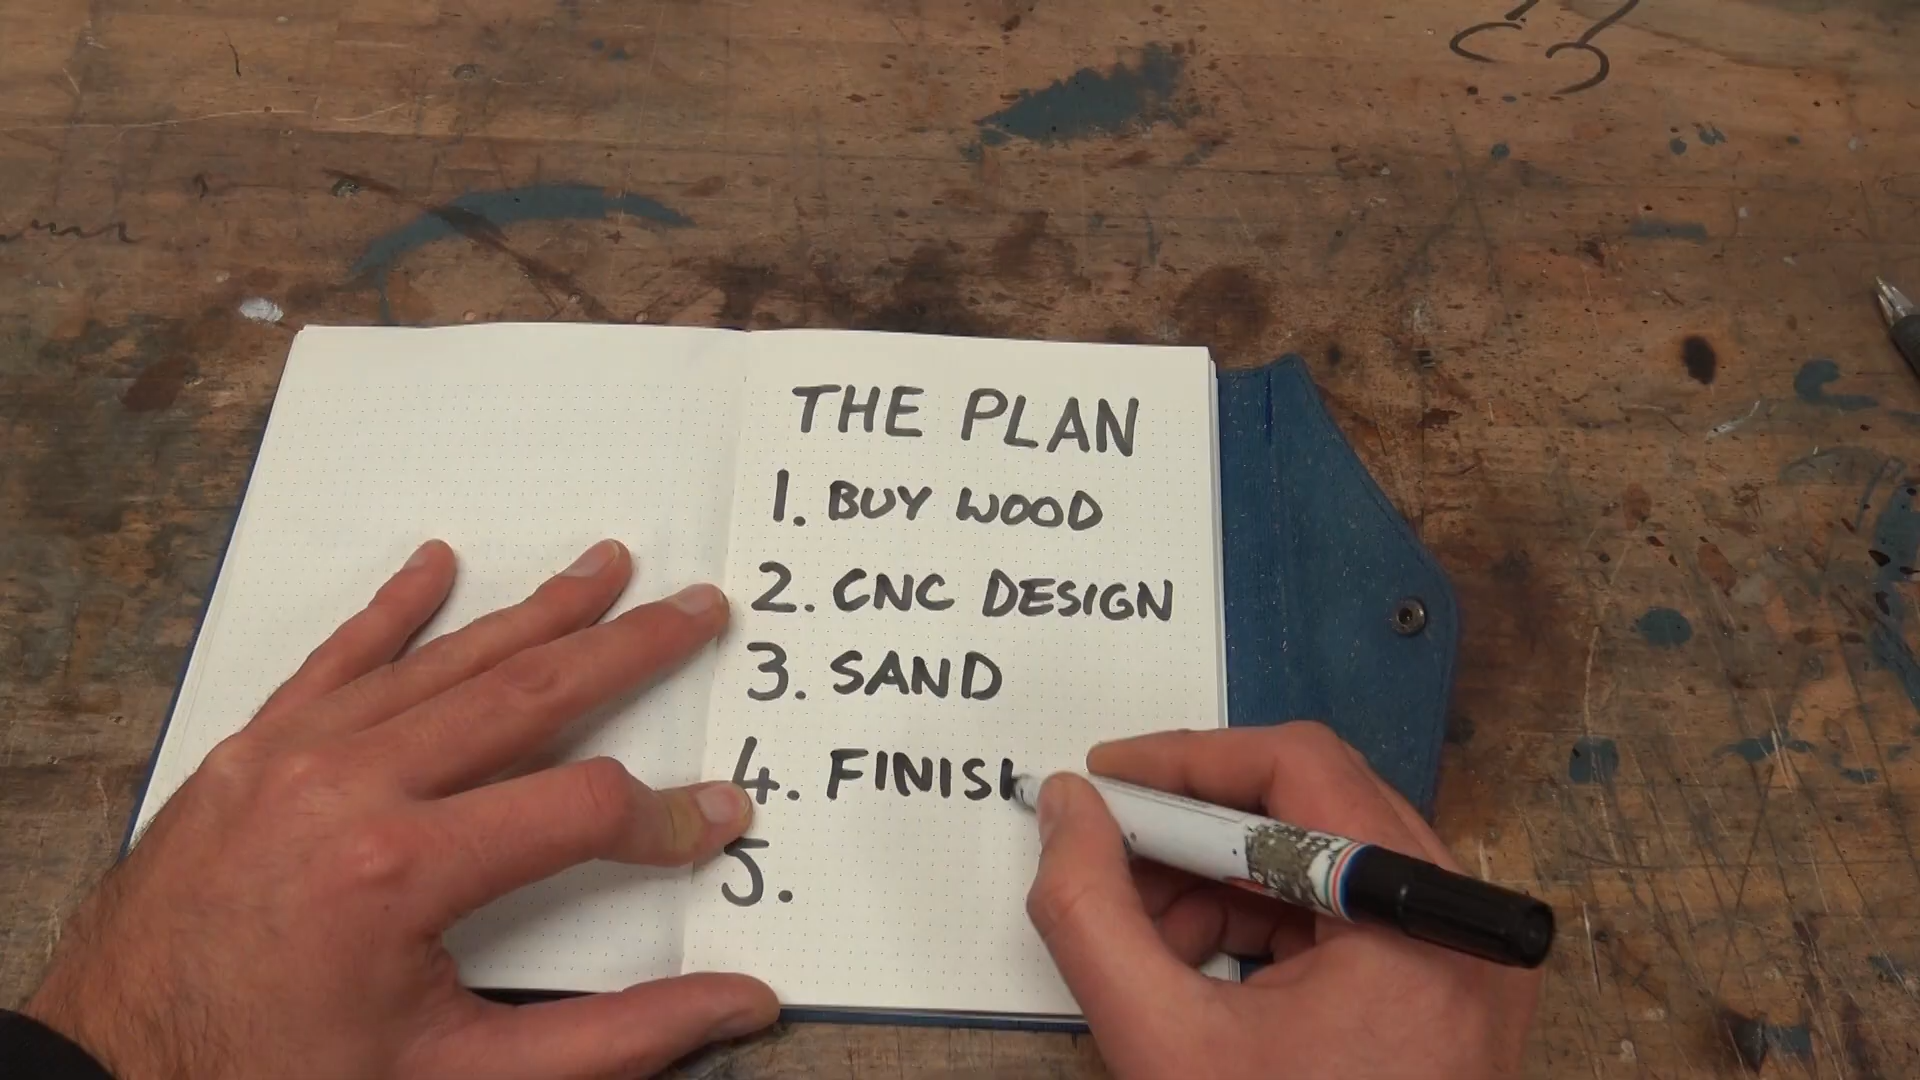 THE PLAN
1. BUY WOOD
2. CNC DESIGN
3. SAND
4. FINISH
5.